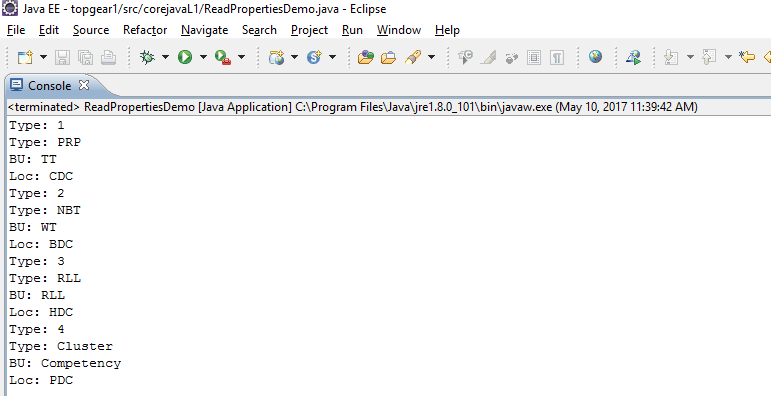 Java EE - topgear1/src/corejavaL1/ReadPropertiesDemo.java - Eclipse
File Edit Source Refactor Navigate Search Project Run Window Help
Console
<terminated> ReadPropertiesDemo [Java Application] C:\Program Files\Java\jre1.8.0_101\bin\javaw.exe (May 10, 2017 11:39:42 AM)
Type: 1
Type: PRP
BU: TT
Loc: CDC
Type: 2
Type: NBT
BU: WT
Loc: BDC
Type: 3
Type: RLL
BU: RLL
Loc: HDC
Type: 4
Type: Cluster
BU: Competency
Loc: PDC